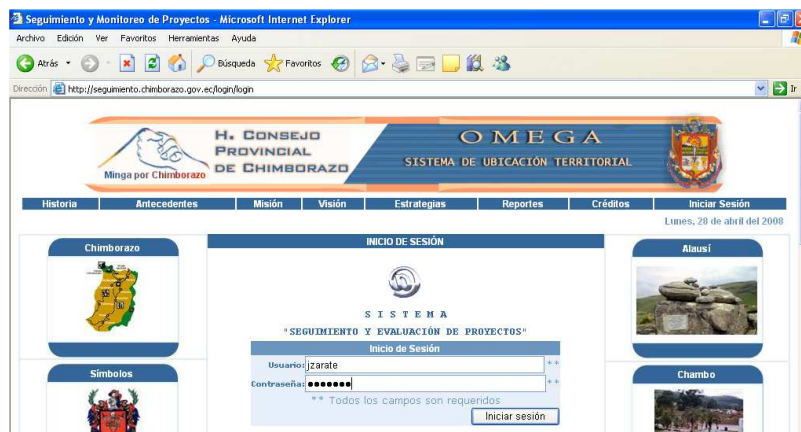 Seguimiento y Monitoreo de Proyectos - Microsoft Internet Explorer
Archivo Edición Ver Favoritos Herramientas Ayuda
Atrás Búsqueda Favoritos
Dirección http://seguimiento.chimborazo.gov.ec/login/login Ir
Minga por Chimborazo
H. CONSEJO
PROVINCIAL
DE CHIMBORAZO
OMEGA
SISTEMA DE UBICACIÓN TERRITORIAL
Historia Antecedentes Misión Visión Estrategias Reportes Créditos Iniciar Sesión
Lunes, 28 de abril del 2008
Chimborazo
Símbolos
INICIO DE SESIÓN
SISTEMA
"SEGUIMIENTO Y EVALUACIÓN DE PROYECTOS"
Inicio de Sesión
Usuario: jzarate **
Contraseña: ●●●●●●● **
** Todos los campos son requeridos
Iniciar sesión
Alausí
Chambo